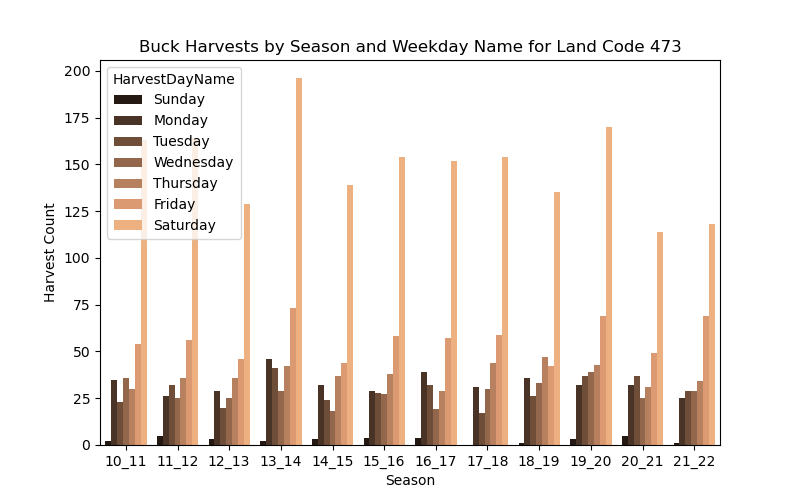 Buck Harvests by Season and Weekday Name for Land Code 473
HarvestDayName
Sunday
Monday
Tuesday
Wednesday
Thursday
Friday
Saturday
200
175
150
125
100
75
50
25
0
Harvest Count
10_11 11_12 12_13 13_14 14_15 15_16 16_17 17_18 18_19 19_20 20_21 21_22
Season